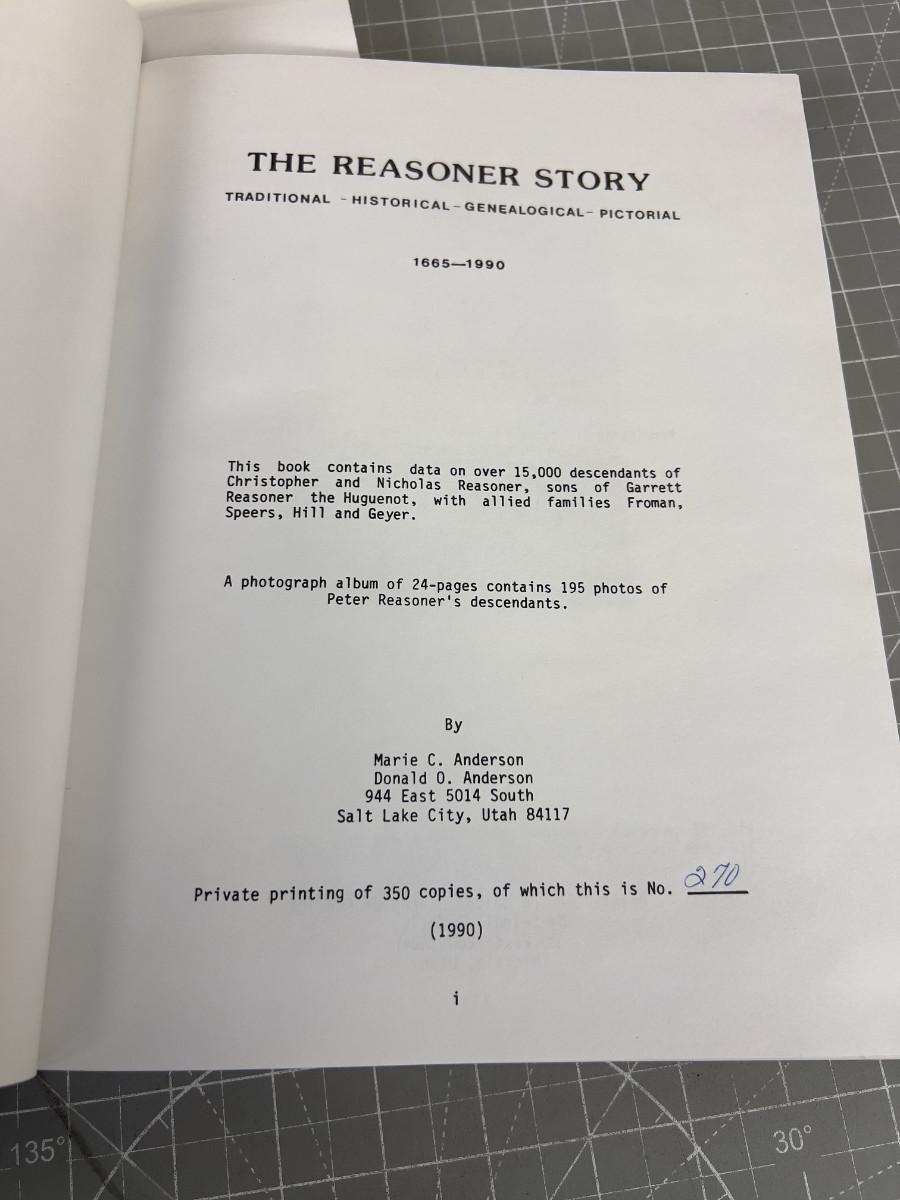 THE REASONER STORY
TRADITIONAL - HISTORICAL - GENEALOGICAL - PICTORIAL
1665—1990
This book contains data on over 15,000 descendants of
Christopher and Nicholas Reasoner, sons of Garrett
Reasoner the Huguenot, with allied families Froman,
Speers, Hill and Geyer.
A photograph album of 24-pages contains 195 photos of
Peter Reasoner's descendants.
By
Marie C. Anderson
Donald O. Anderson
944 East 5014 South
Salt Lake City, Utah 84117
Private printing of 350 copies, of which this is No. 270
(1990)
i
135°
30°